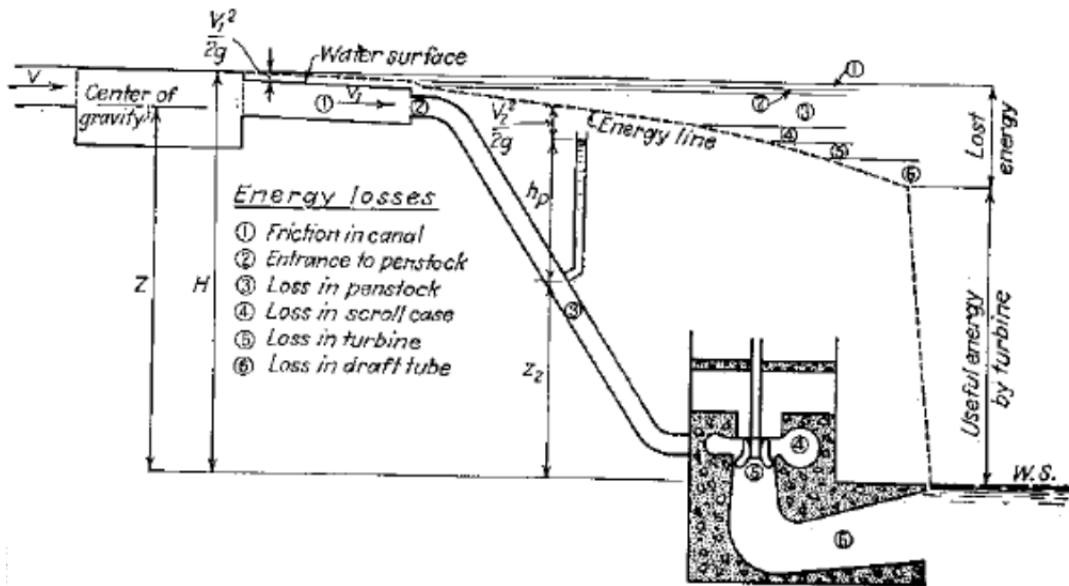 V₁²
2g
Water surface
①
V
Center of
gravity
①
V₁
②
②
③
V₂²
2g
Energy line
④
⑤
⑥
Lost
energy
hp
Energy losses
① Friction in canal
② Entrance to penstock
③ Loss in penstock
④ Loss in scroll case
⑤ Loss in turbine
⑥ Loss in draft tube
Z
H
③
Z₂
Useful energy
by turbine
④
⑤
W.S.
⑥